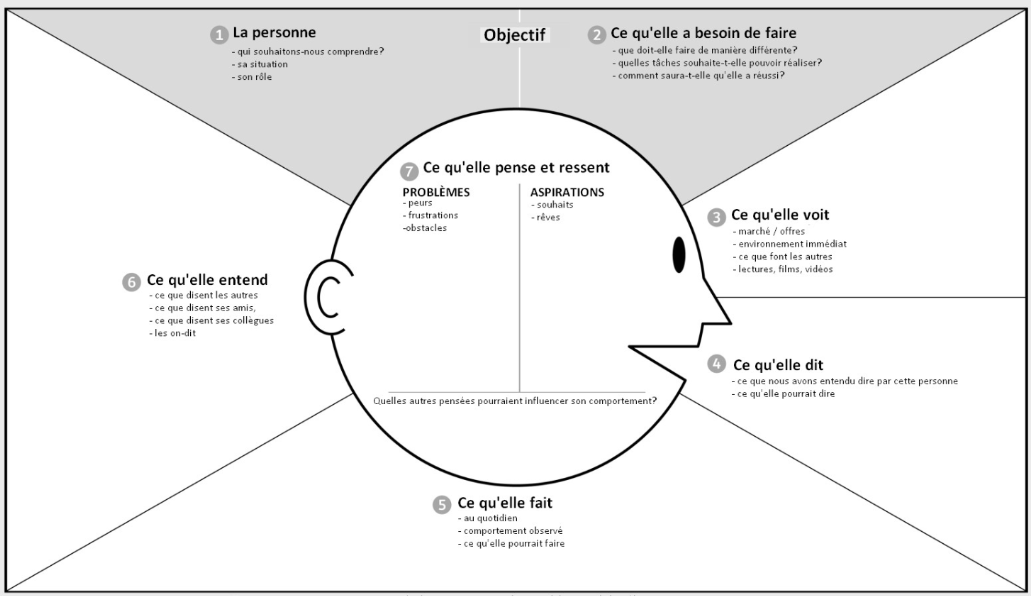 Objectif
1 La personne
- qui souhaitons-nous comprendre?
- sa situation
- son rôle
2 Ce qu'elle a besoin de faire
- que doit-elle faire de manière différente?
- quelles tâches souhaite-t-elle pouvoir réaliser?
- comment saura-t-elle qu'elle a réussi?
3 Ce qu'elle voit
- marché / offres
- environnement immédiat
- ce que font les autres
- lectures, films, vidéos
4 Ce qu'elle dit
- ce que nous avons entendu dire par cette personne
- ce qu'elle pourrait dire
5 Ce qu'elle fait
- au quotidien
- comportement observé
- ce qu'elle pourrait faire
6 Ce qu'elle entend
- ce que disent les autres
- ce que disent ses amis,
- ce que disent ses collègues
- les on-dit
7 Ce qu'elle pense et ressent
PROBLÈMES
- peurs
- frustrations
-obstacles
ASPIRATIONS
- souhaits
- rêves
Quelles autres pensées pourraient influencer son comportement?